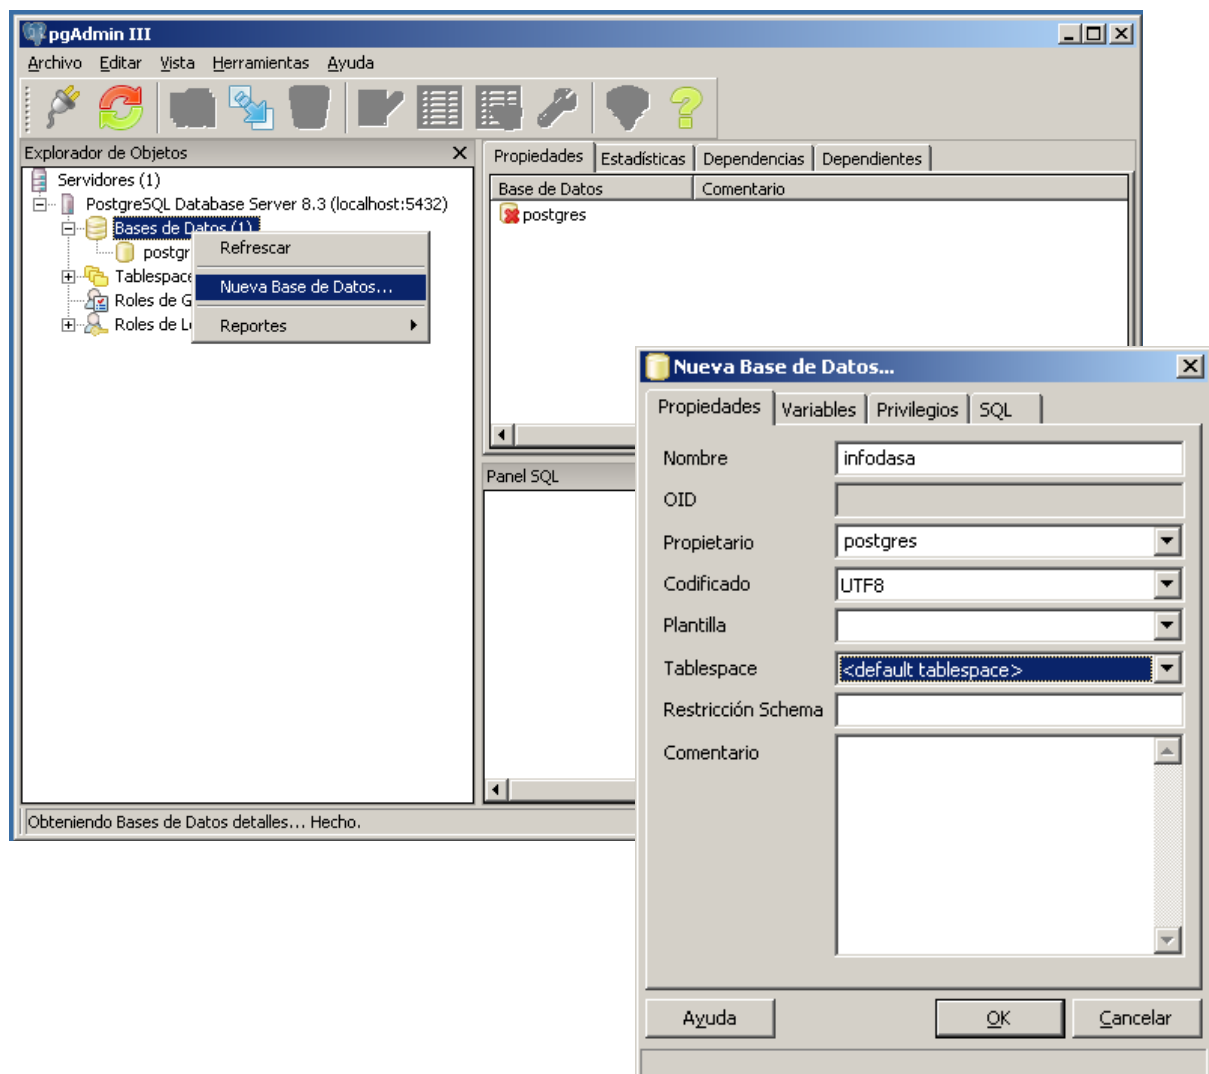 pgAdmin III
Archivo Editar Vista Herramientas Ayuda
Explorador de Objetos
Servidores (1)
PostgreSQL Database Server 8.3 (localhost:5432)
Bases de Datos (1)
postgr
Tablespace
Roles de G
Roles de L
Refrescar
Nueva Base de Datos...
Reportes
Propiedades Estadísticas Dependencias Dependientes
Base de Datos Comentario
postgres
Panel SQL
Obteniendo Bases de Datos detalles... Hecho.
Nueva Base de Datos...
Propiedades Variables Privilegios SQL
Nombre infodasa
OID
Propietario postgres
Codificado UTF8
Plantilla
Tablespace <default tablespace>
Restricción Schema
Comentario
Ayuda OK Cancelar